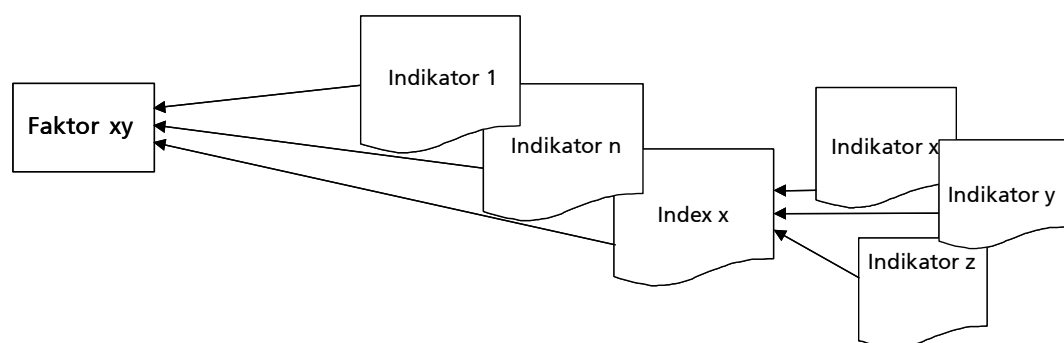 Faktor xy
Indikator 1
Indikator n
Index x
Indikator x
Indikator y
Indikator z